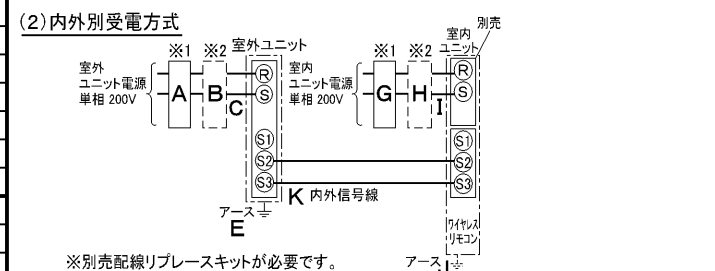 (2)内外別受電方式
別売
※1 ※2 室外ユニット ※1 ※2 室内ユニット
室外
ユニット電源
単相 200V
A B C R S
室内
ユニット電源
単相 200V
G H I R S
S1 S1
S2 S2
S3 S3
K 内外信号線
アース
E
ワイヤレス
リモコン
※別売配線リプレースキットが必要です。
アース